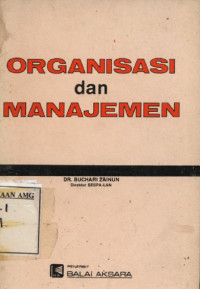 ORGANISASI
dan
MANAJEMEN
DR. BUCHARI ZAINUN
Direktur SESPA-LAN
AAN AMG
PENERBIT
BALAI AKSARA